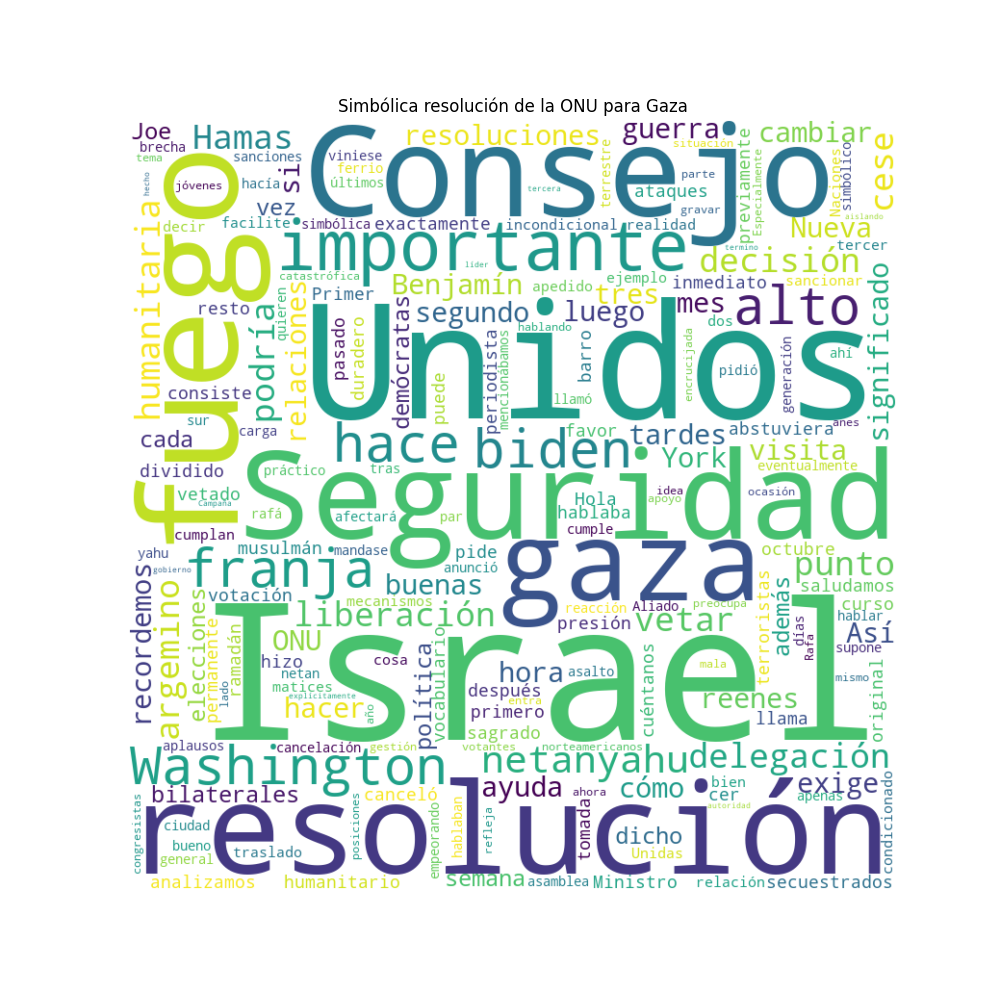 Simbólica resolución de la ONU para Gaza
Joe
brecha
tema
Hamas
sanciones
viniese
ferrio
últimos
resoluciones
guerra
situación
cambiar
cese
hecho
jóvenes
hacía
si
Consejo
tercera
terrestre
ataques
parte
gravar
previamente
Especialmente
Naciones
simbólico
aislando
decir
facilite
vez
simbólica
exactamente
incondicional
realidad
Nueva
tercer
termino
humanitaria
fuego
importante
decisión
catastrófica
quieren
líder
Primer
Benjamín
apedido
ejemplo
tres
inmediato
sancionar
mes
alto
resto
podría
relaciones
segundo
luego
dos
hablando
pasado
duradero
demócratas
puede
periodista
mencionábamos
barro
Unidos
encrucijada
pidió
generación
ahí
significado
consiste
llamó
sur
carga
cada
hace
biden
favor
tardes
abstuviera
anes
dividido
York
visita
eventualmente
práctico
tras
vetado
Campaña
Seguridad
idea
apoyo
ocasión
Hola
hablaba
rafá
afectará
par
cumple
cumplan
musulmán
mandase
pide
anunció
gaza
octubre
punto
yahu
gobierno
franja
buenas
saludamos
votación
mecanismos
reacción
Aliado
preocupa
curso
recordemos
argemino
elecciones
permanente
ramadán
liberación
presión
vetar
terroristas
además
días
Rafa
hablar
Así
supone
ONU
hizo
política
vocabulario
hora
asalto
cuéntanos
mala
mismo
original
lado
hizo
netan
cosa
matices
explícitamente
hacer
año
Israel
después
entra
primero
sagrado
reenes
llama
aplausos
cancelación
gestión
votantes
norteamericanos
Washington
netanyahu
delegación
congresistas
bilaterales
canceló
ayuda
ahora
cómo
bien
cer
apenas
autoridad
exige
condicionado
ciudad
bueno
general
traslado
posiciones
empeorando
hablaban
refleja
resolución
tomada
dicho
Unidas
analizamos
humanitario
semana
asamblea
Ministro
relación
secuestrados